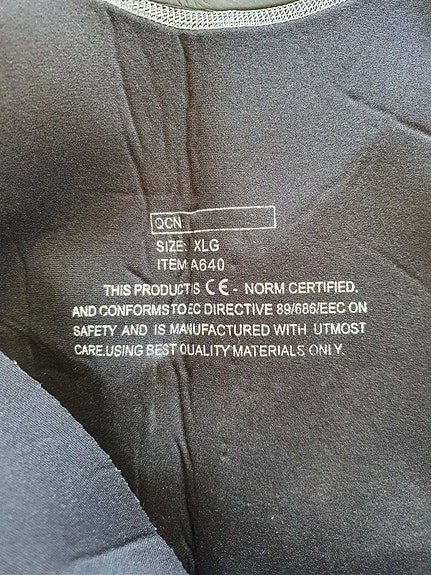 QCN
SIZE: XLG
ITEM A640
THIS PRODUCT IS CE - NORM CERTIFIED.
AND CONFORMS TO EC DIRECTIVE 89/686/EEC ON
SAFETY AND IS MANUFACTURED WITH UTMOST
CARE.USING BEST QUALITY MATERIALS ONLY.